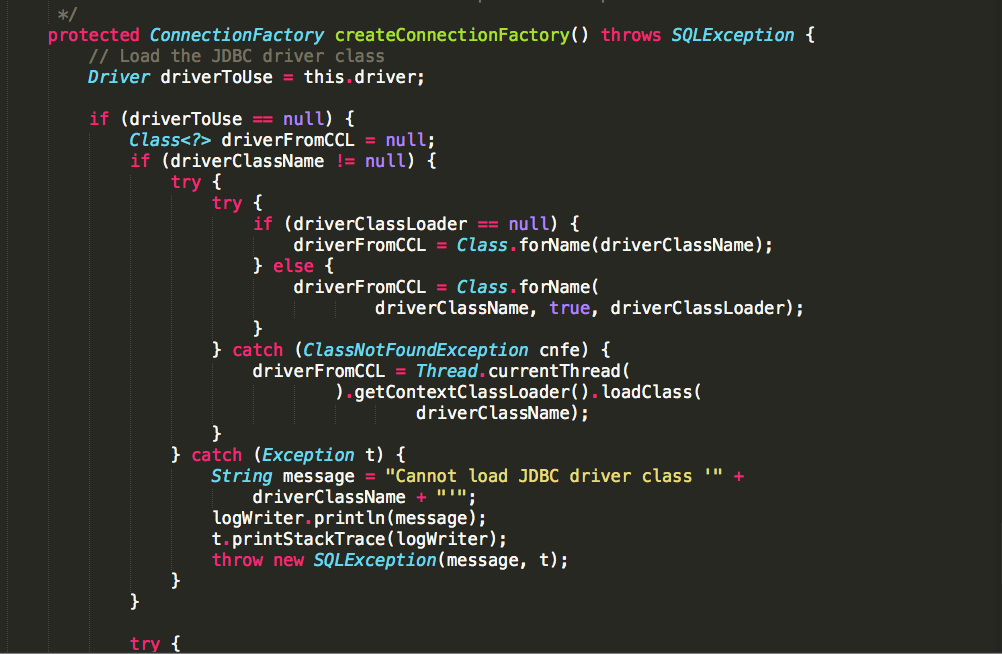 */
protected ConnectionFactory createConnectionFactory() throws SQLException {
// Load the JDBC driver class
Driver driverToUse = this.driver;
if (driverToUse == null) {
Class<?> driverFromCCL = null;
if (driverClassName != null) {
try {
try {
if (driverClassLoader == null) {
driverFromCCL = Class.forName(driverClassName);
} else {
driverFromCCL = Class.forName(
driverClassName, true, driverClassLoader);
}
} catch (ClassNotFoundException cnfe) {
driverFromCCL = Thread.currentThread(
).getContextClassLoader().loadClass(
driverClassName);
}
} catch (Exception t) {
String message = "Cannot load JDBC driver class '" +
driverClassName + "'";
logWriter.println(message);
t.printStackTrace(logWriter);
throw new SQLException(message, t);
}
}
try {